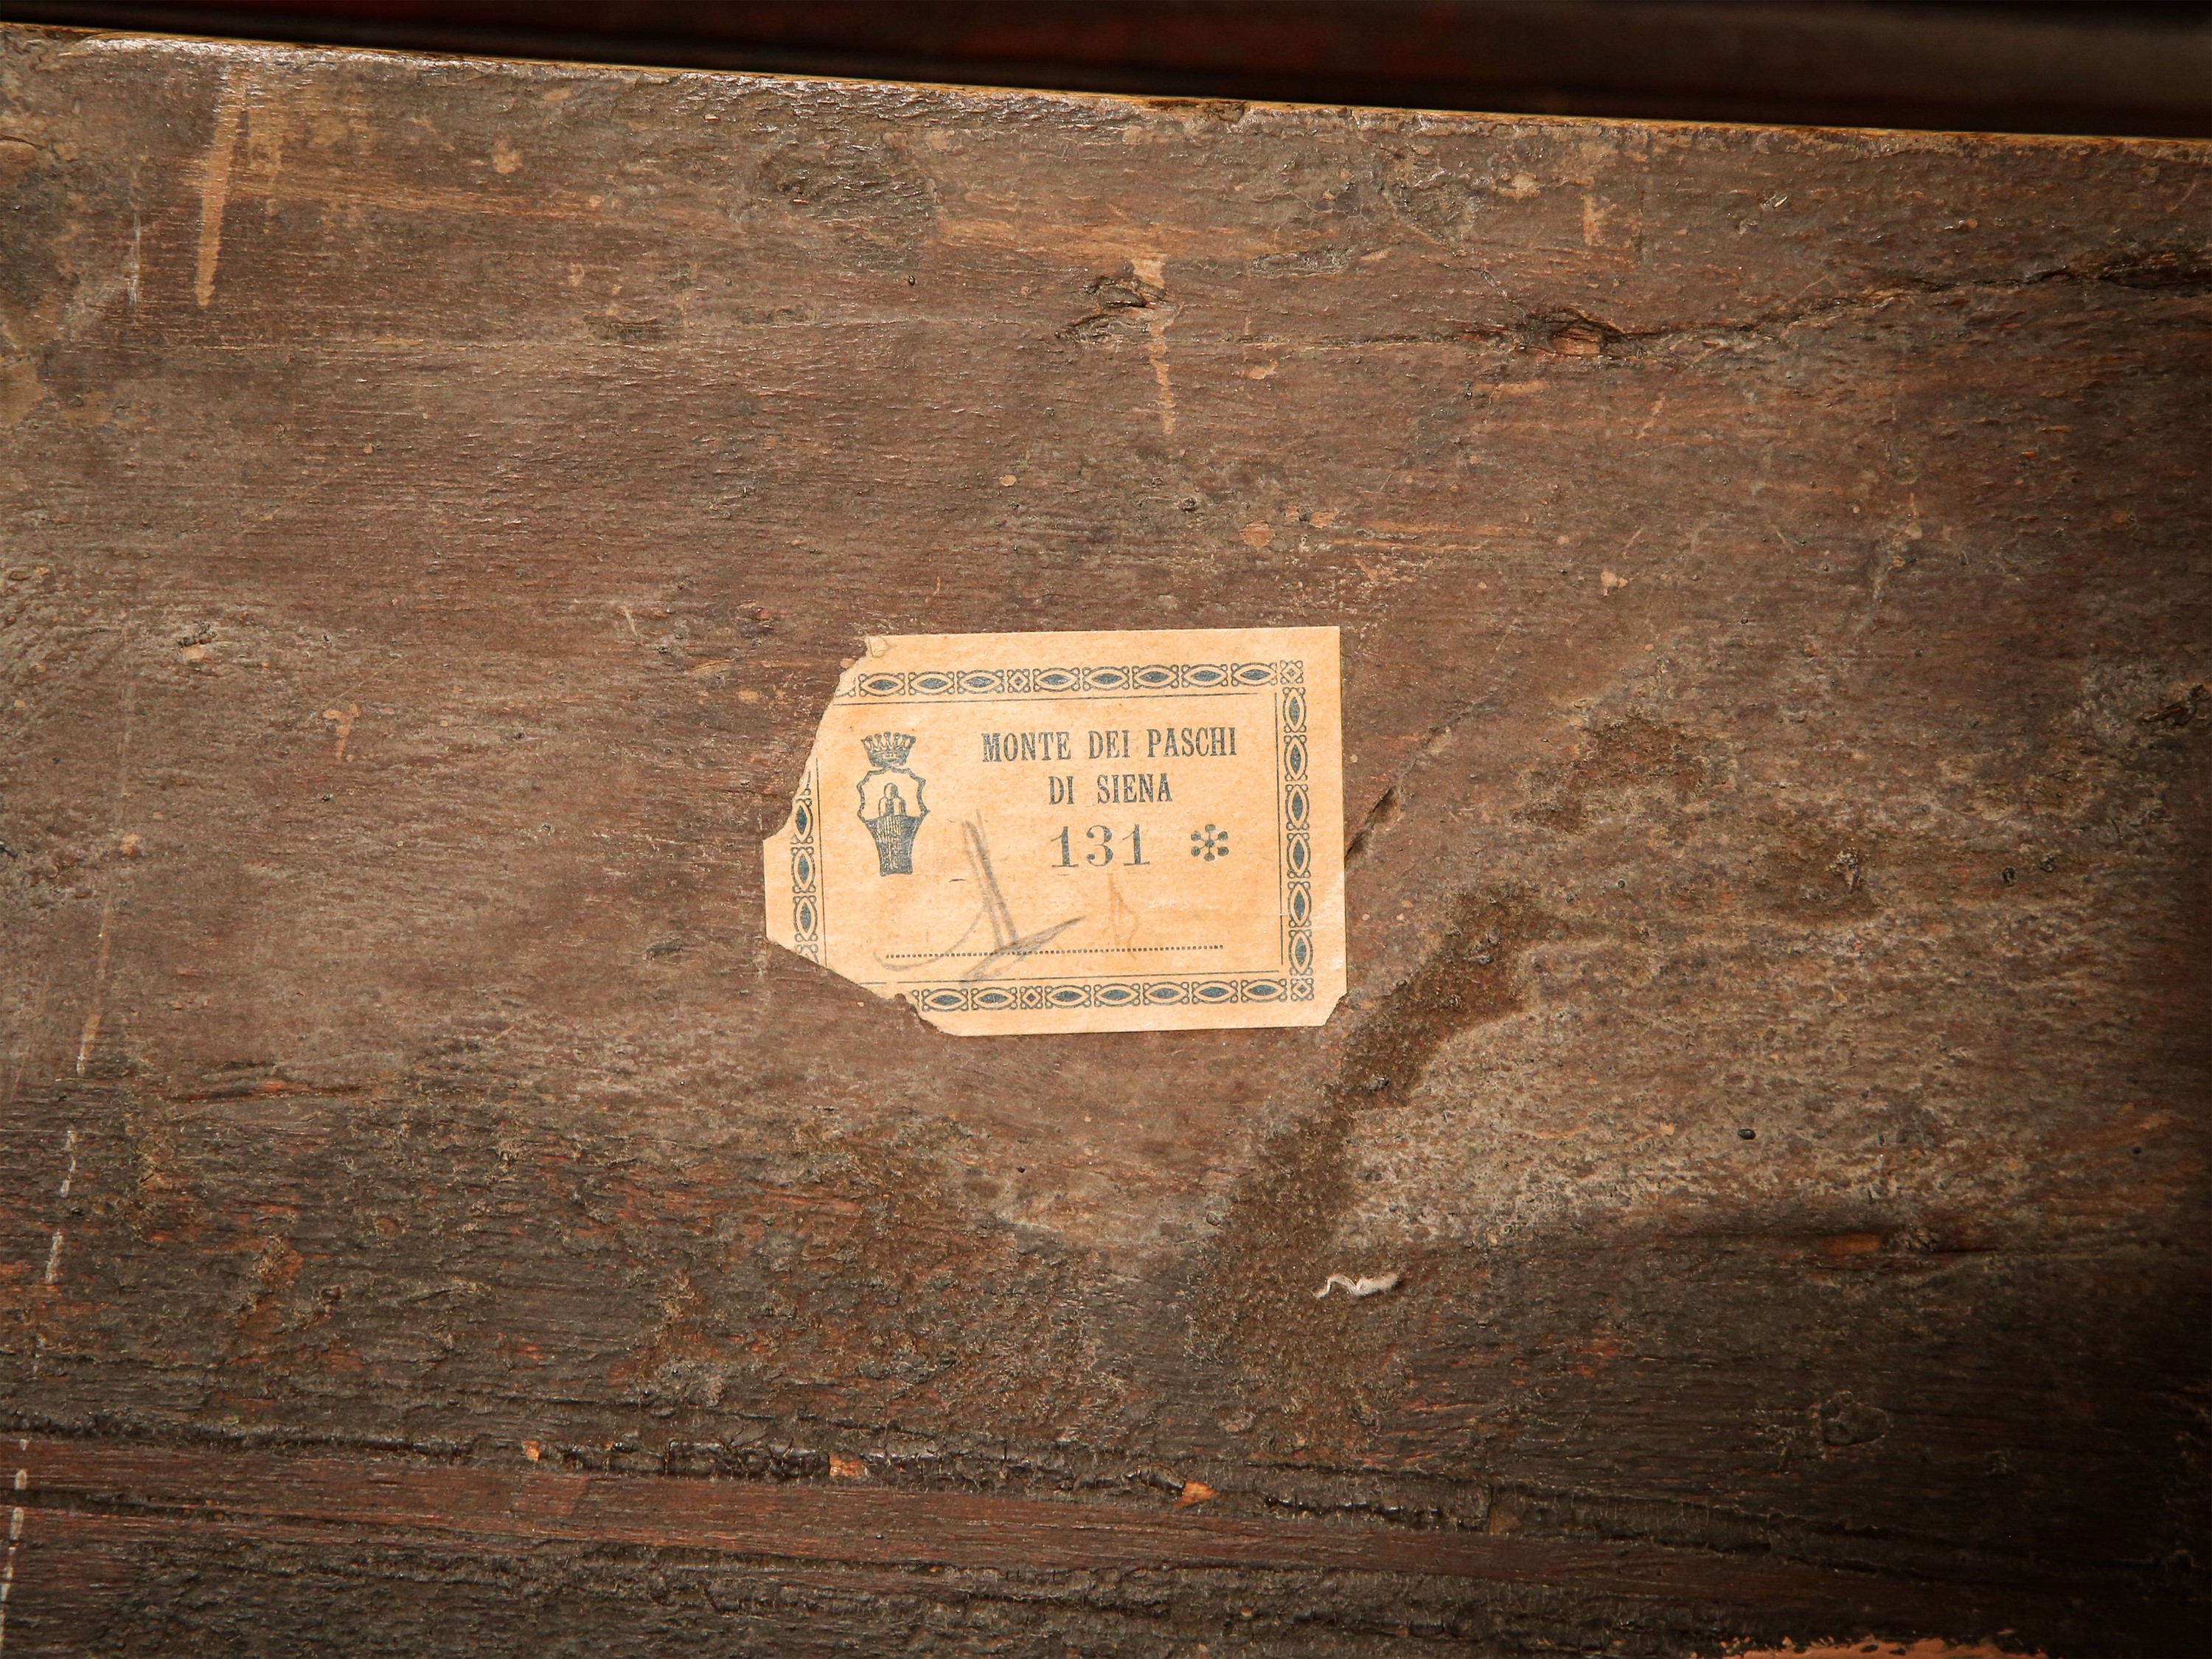 MONTE DEI PASCHI
DI SIENA
131